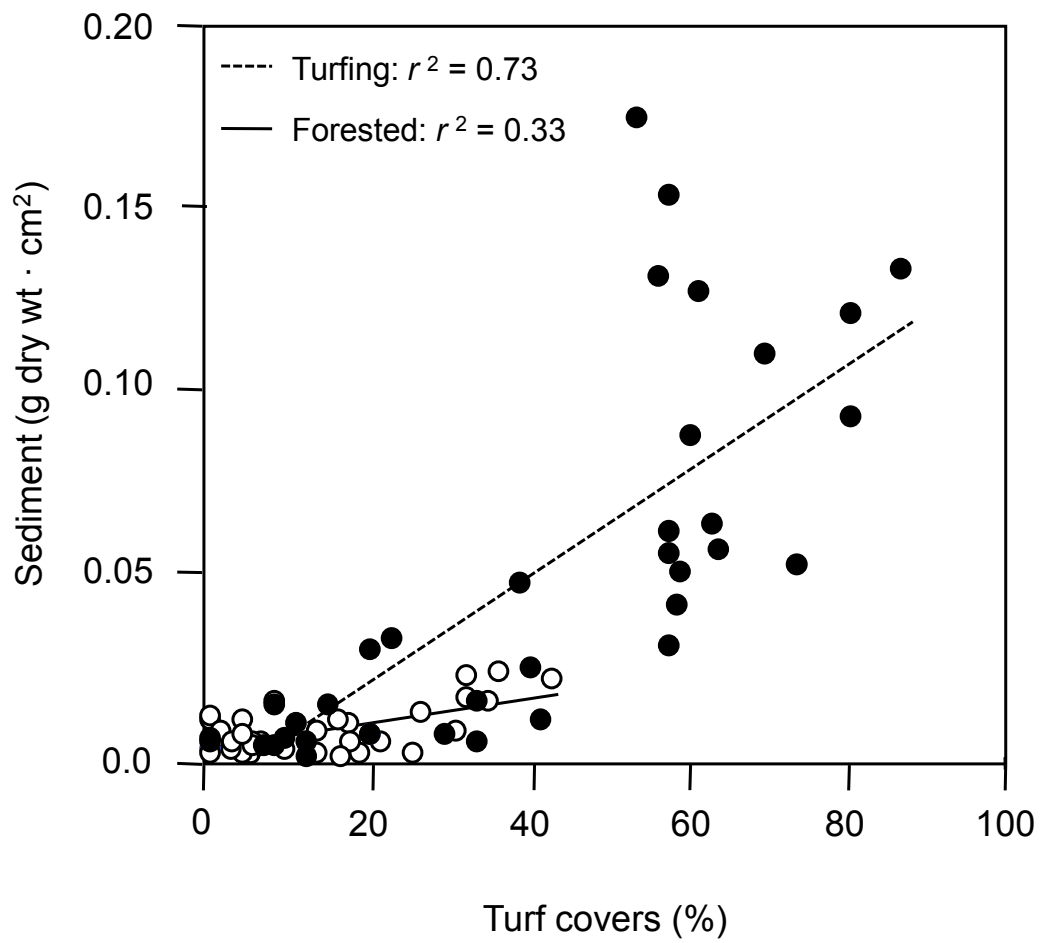 0.20
Turfing: r² = 0.73
Forested: r² = 0.33
0.15
0.10
0.05
0.0
Sediment (g dry wt · cm²)
0 20 40 60 80 100
Turf covers (%)